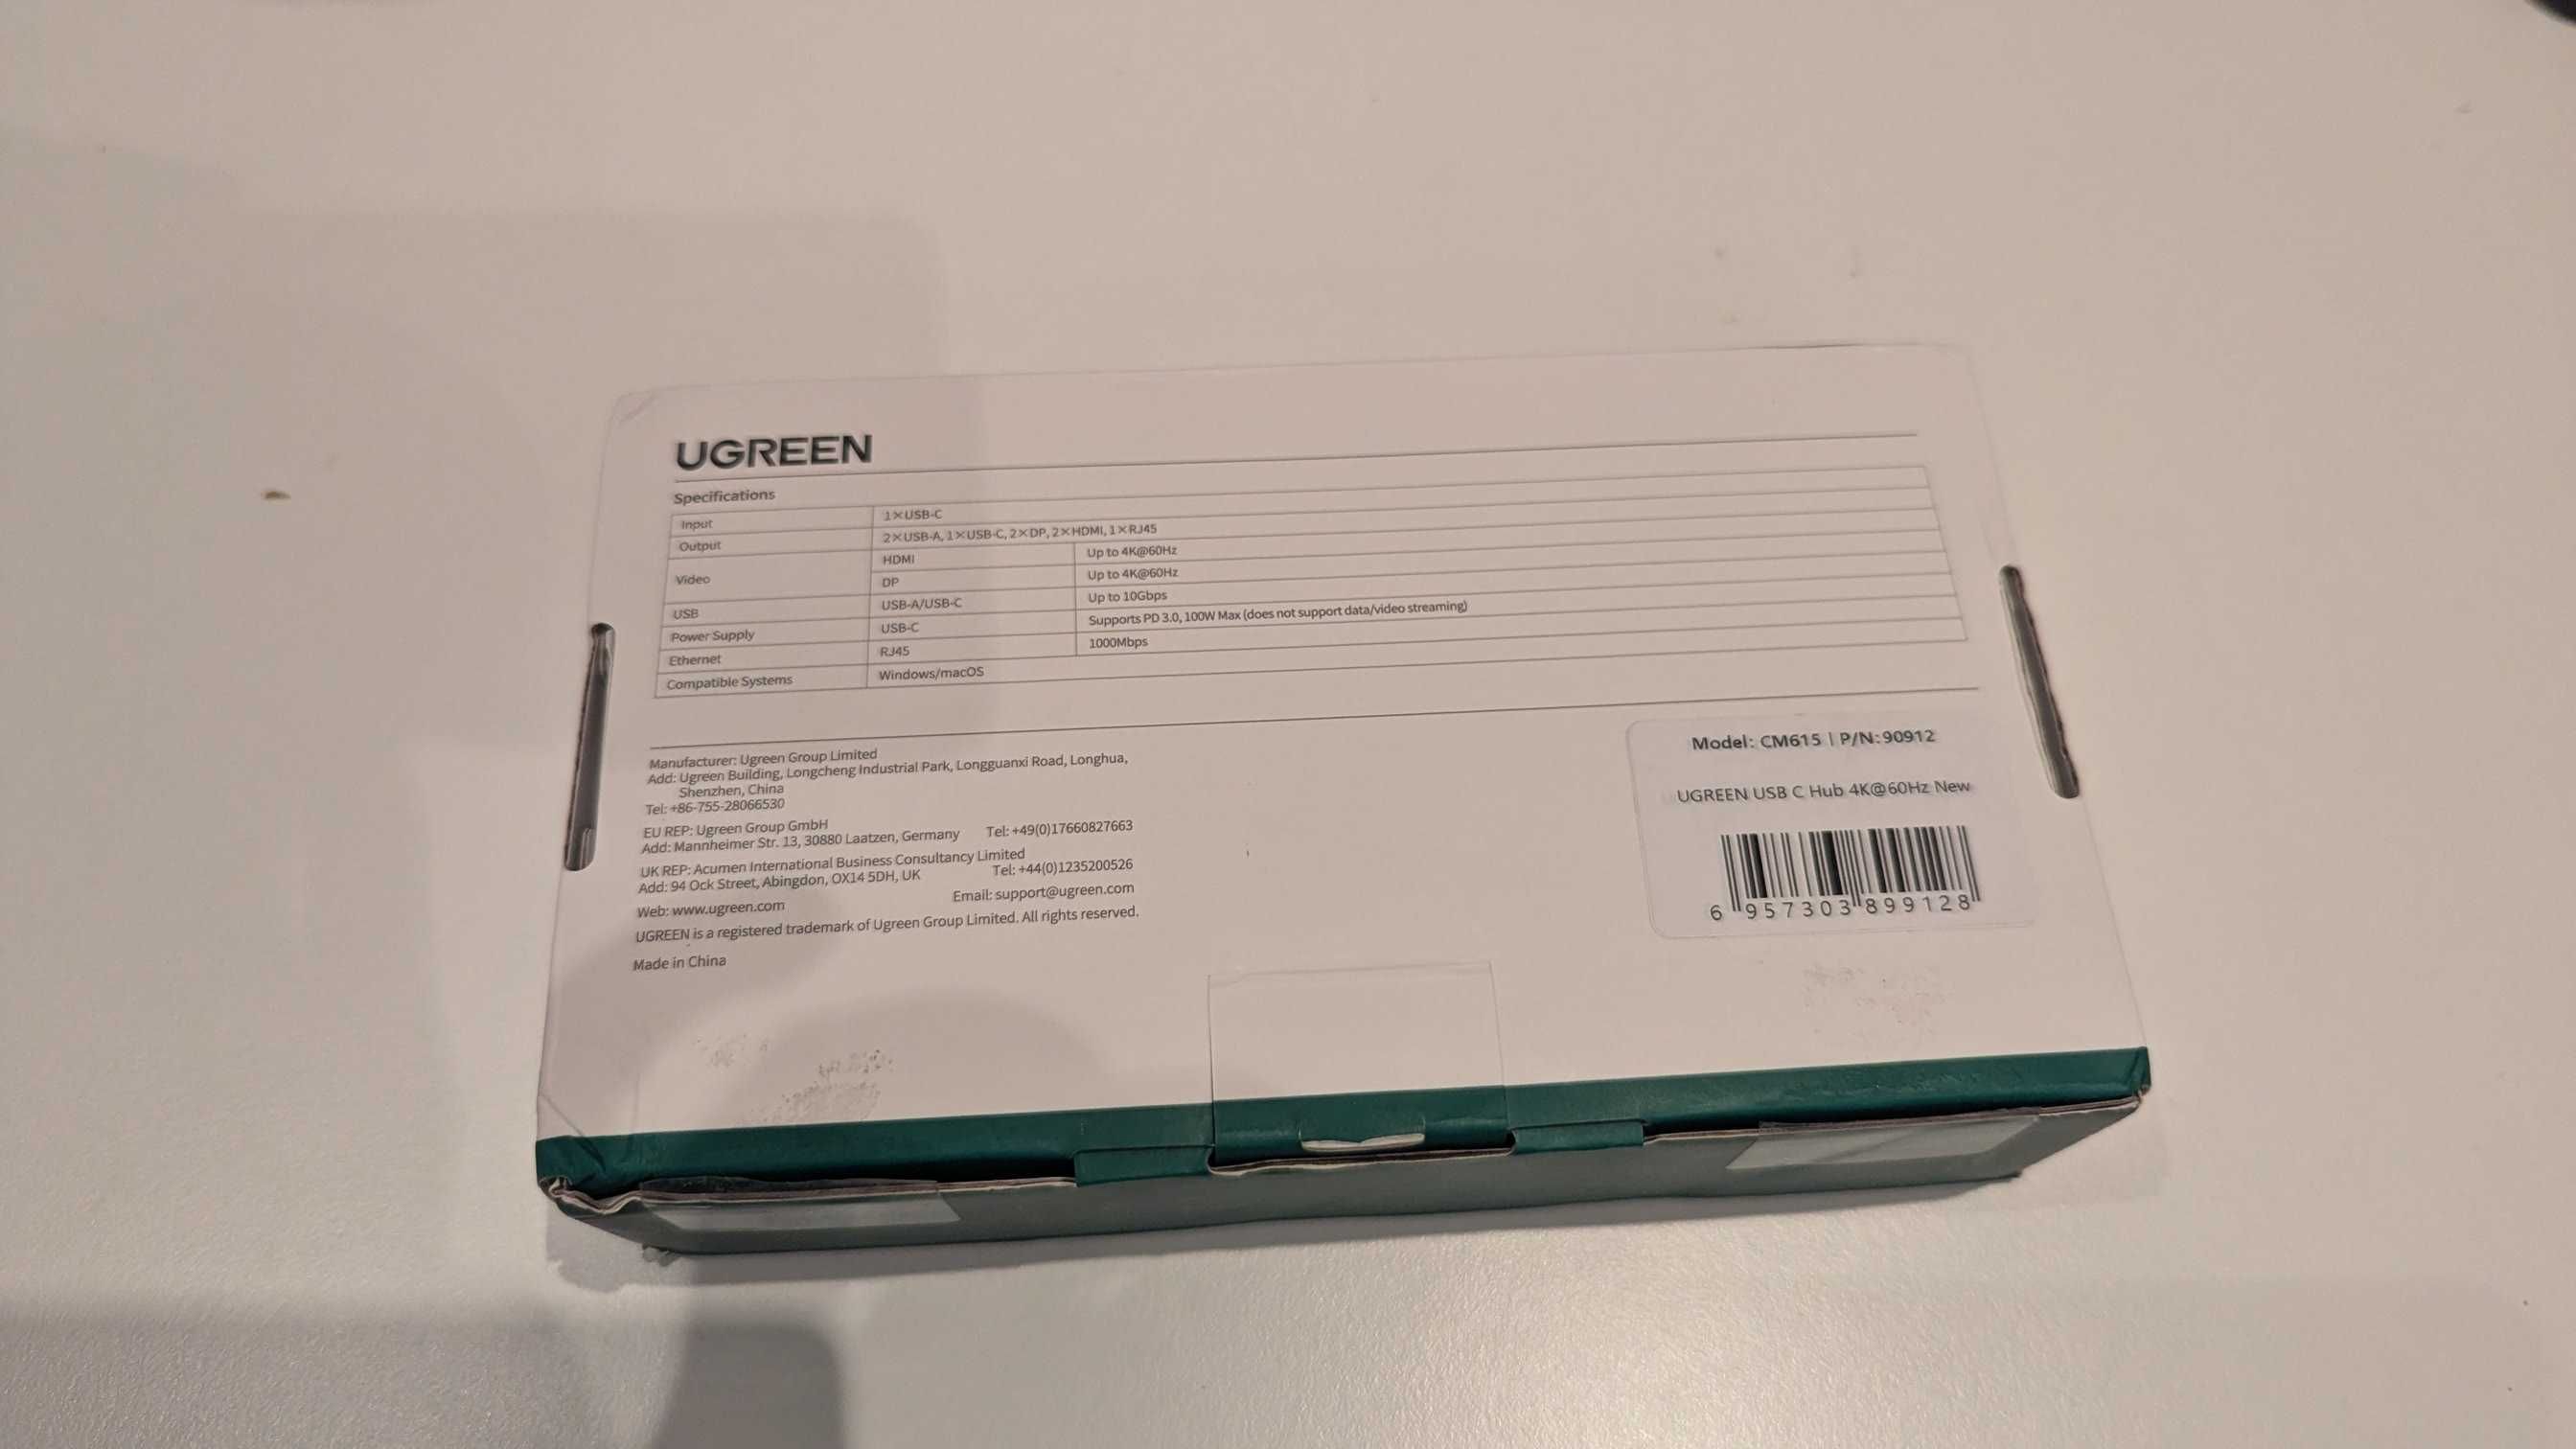 UGREEN
Specifications
Input 1×USB-C
Output 2×USB-A, 1×USB-C, 2×DP, 2×HDMI, 1×RJ45
Video HDMI Up to 4K@60Hz
DP Up to 4K@60Hz
USB USB-A/USB-C Up to 10Gbps
Power Supply USB-C Supports PD 3.0, 100W Max (does not support data/video streaming)
Ethernet RJ45 1000Mbps
Compatible Systems Windows/macOS
Manufacturer: Ugreen Group Limited
Add: Ugreen Building, Longcheng Industrial Park, Longguanxi Road, Longhua,
Shenzhen, China
Tel: +86-755-28066530
EU REP: Ugreen Group GmbH
Add: Mannheimer Str. 13, 30880 Laatzen, Germany Tel: +49(0)17660827663
UK REP: Acumen International Business Consultancy Limited
Add: 94 Ock Street, Abingdon, OX14 5DH, UK Tel: +44(0)1235200526
Web: www.ugreen.com Email: support@ugreen.com
UGREEN is a registered trademark of Ugreen Group Limited. All rights reserved.
Made in China
Model: CM615 | P/N:90912
UGREEN USB C Hub 4K@60Hz New
6 957303 899128